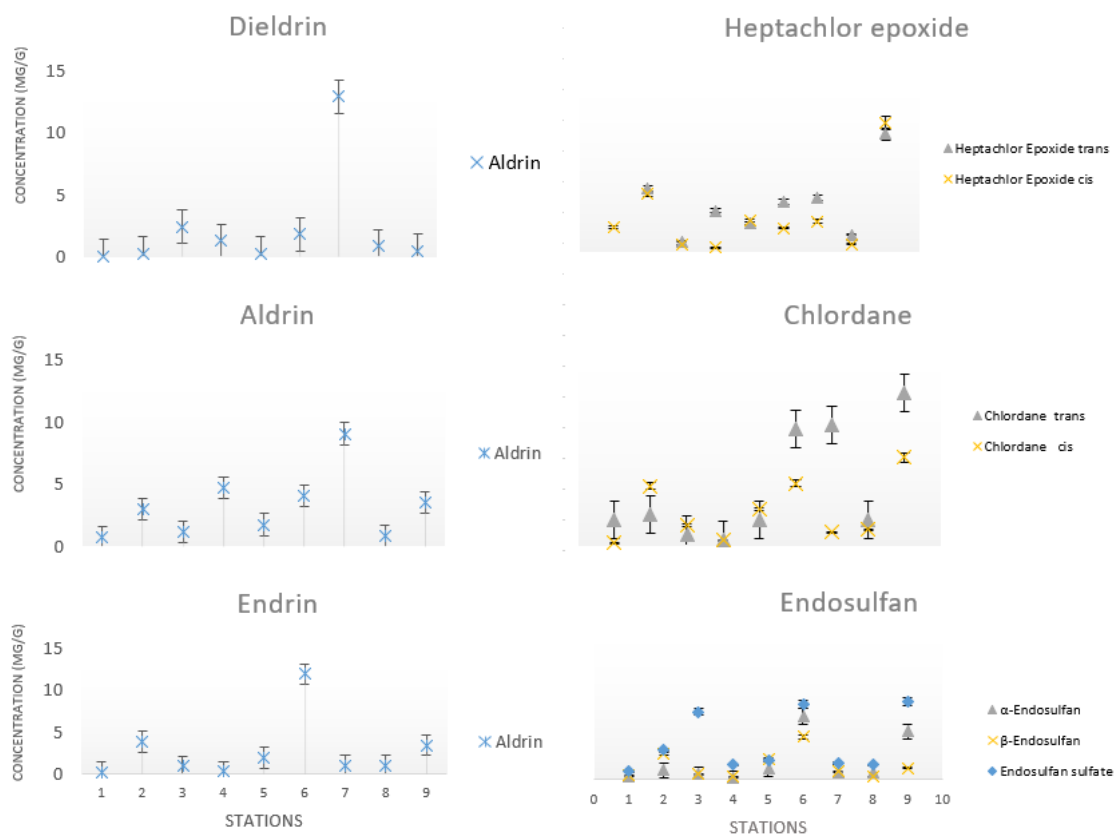 Dieldrin
CONCENTRATION (MG/G)
15
10
5
0
Aldrin
Heptachlor epoxide
Heptachlor Epoxide trans
Heptachlor Epoxide cis
Aldrin
CONCENTRATION (MG/G)
15
10
5
0
Aldrin
Chlordane
Chlordane trans
Chlordane cis
Endrin
CONCENTRATION (MG/G)
15
10
5
0
1 2 3 4 5 6 7 8 9
STATIONS
Aldrin
Endosulfan
α-Endosulfan
β-Endosulfan
Endosulfan sulfate
0 1 2 3 4 5 6 7 8 9 10
STATIONS